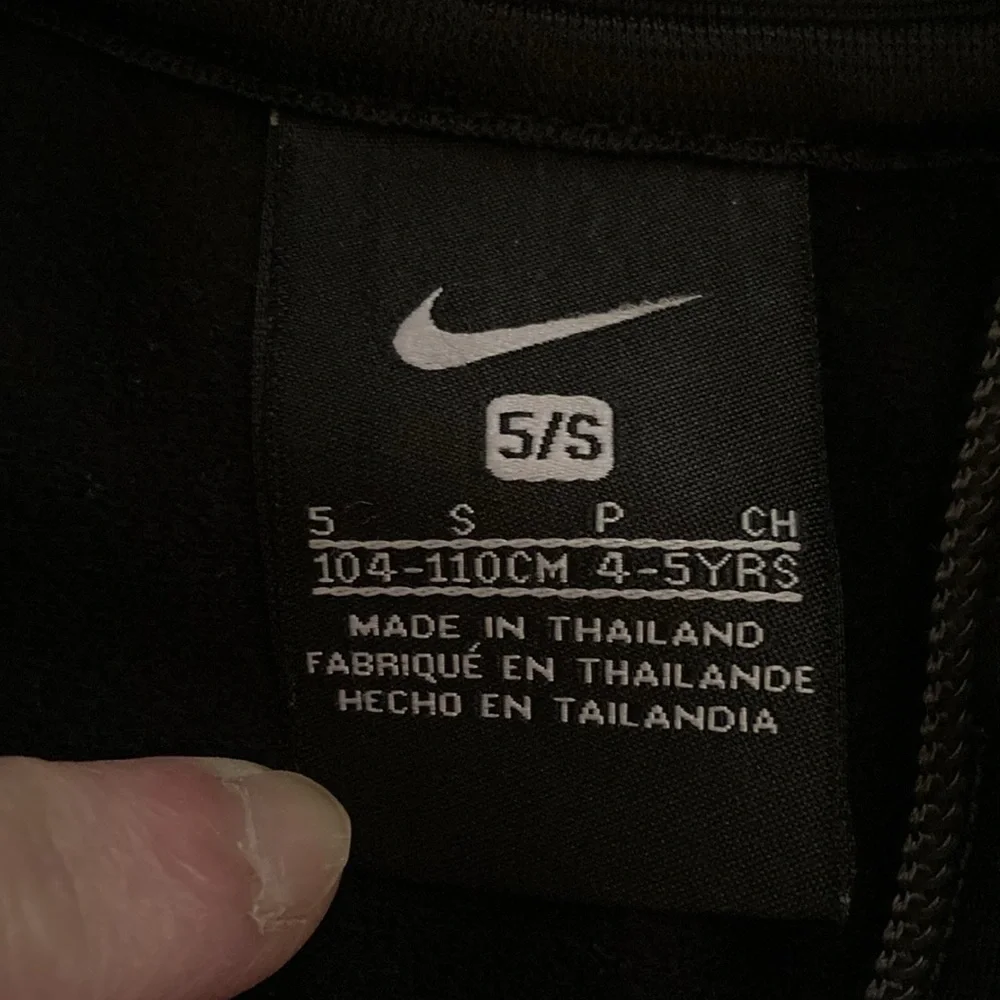 5/S
5 S P CH
104-110CM 4-5YRS
MADE IN THAILAND
FABRIQUÉ EN THAILANDE
HECHO EN TAILANDIA